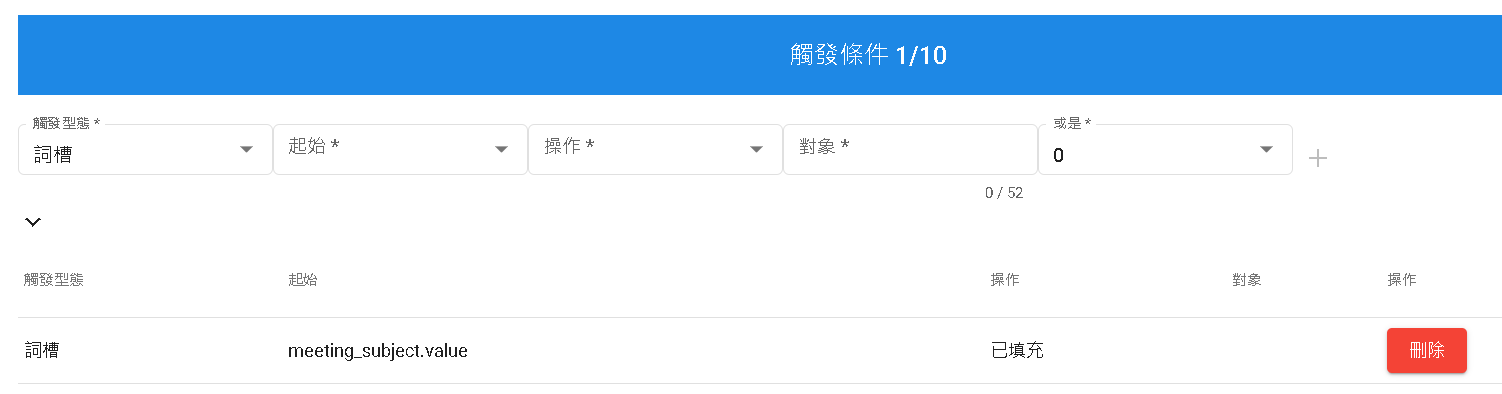 觸發條件 1/10
觸發型態 *
詞槽
起始 *
操作 *
對象 *
或是 *
0
0 / 52
觸發型態 起始 操作 對象 操作
詞槽 meeting_subject.value 已填充 刪除